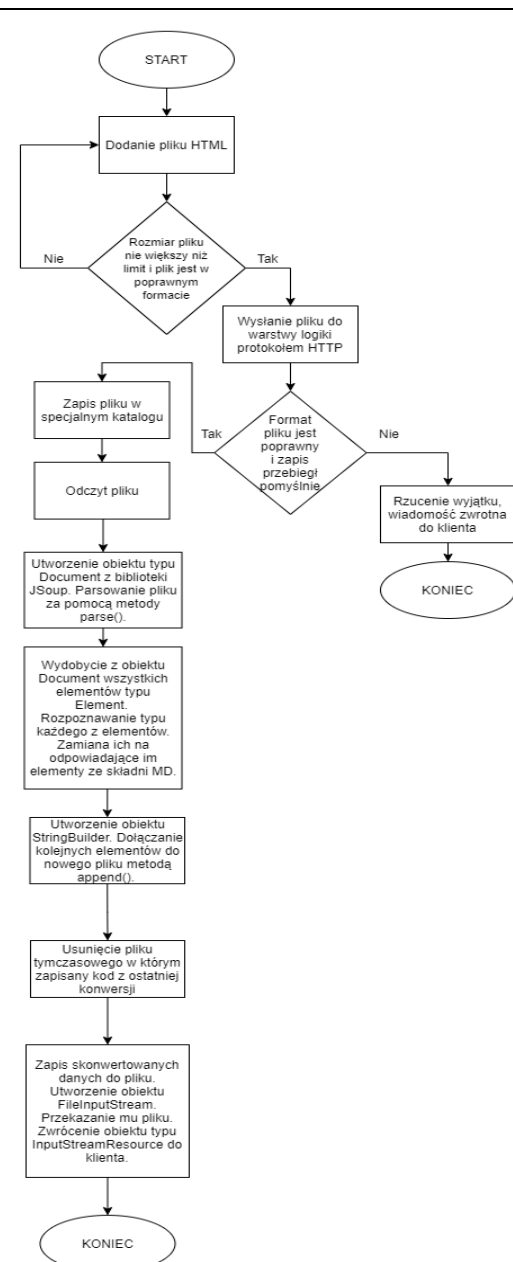 START
Dodanie pliku HTML
Rozmiar pliku
nie większy niż
limit i plik jest w
poprawnym
formacie
Nie
Tak
Wysłanie pliku do
warstwy logiki
protokołem HTTP
Format
pliku jest
poprawny
i zapis
przebiegł
pomyślnie
Tak
Nie
Zapis pliku w
specjalnym katalogu
Rzucenie wyjątku,
wiadomość zwrotna
do klienta
KONIEC
Odczyt pliku
Utworzenie obiektu typu
Document z biblioteki
JSoup. Parsowanie pliku
za pomocą metody
parse().
Wydobycie z obiektu
Document wszystkich
elementów typu
Element.
Rozpoznawanie typu
każdego z elementów.
Zamiana ich na
odpowiadające im
elementy ze składni MD.
Utworzenie obiektu
StringBuilder. Dołączanie
kolejnych elementów do
nowego pliku metodą
append().
Usunięcie pliku
tymczasowego w którym
zapisany kod z ostatniej
konwersji
Zapis skonwertowanych
danych do pliku.
Utworzenie obiektu
FileInputStream.
Przekazanie mu pliku.
Zwrócenie obiektu typu
InputStreamResource do
klienta.
KONIEC